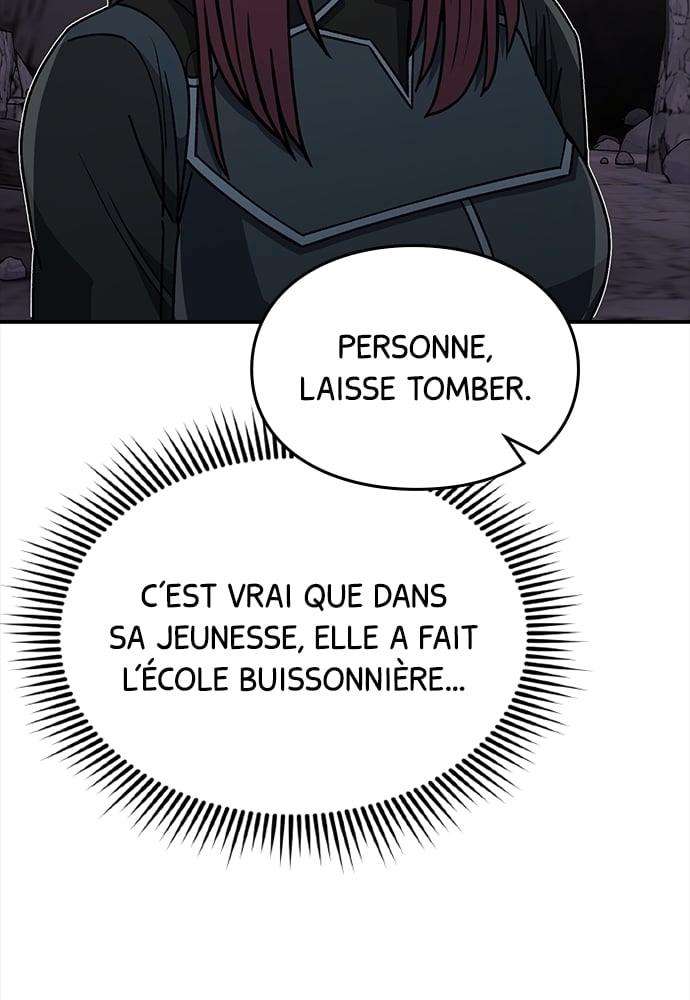 PERSONNE,
LAISSE TOMBER.
C'EST VRAI QUE DANS
SA JEUNESSE, ELLE A FAIT
L'ÉCOLE BUISSONNIÈRE...